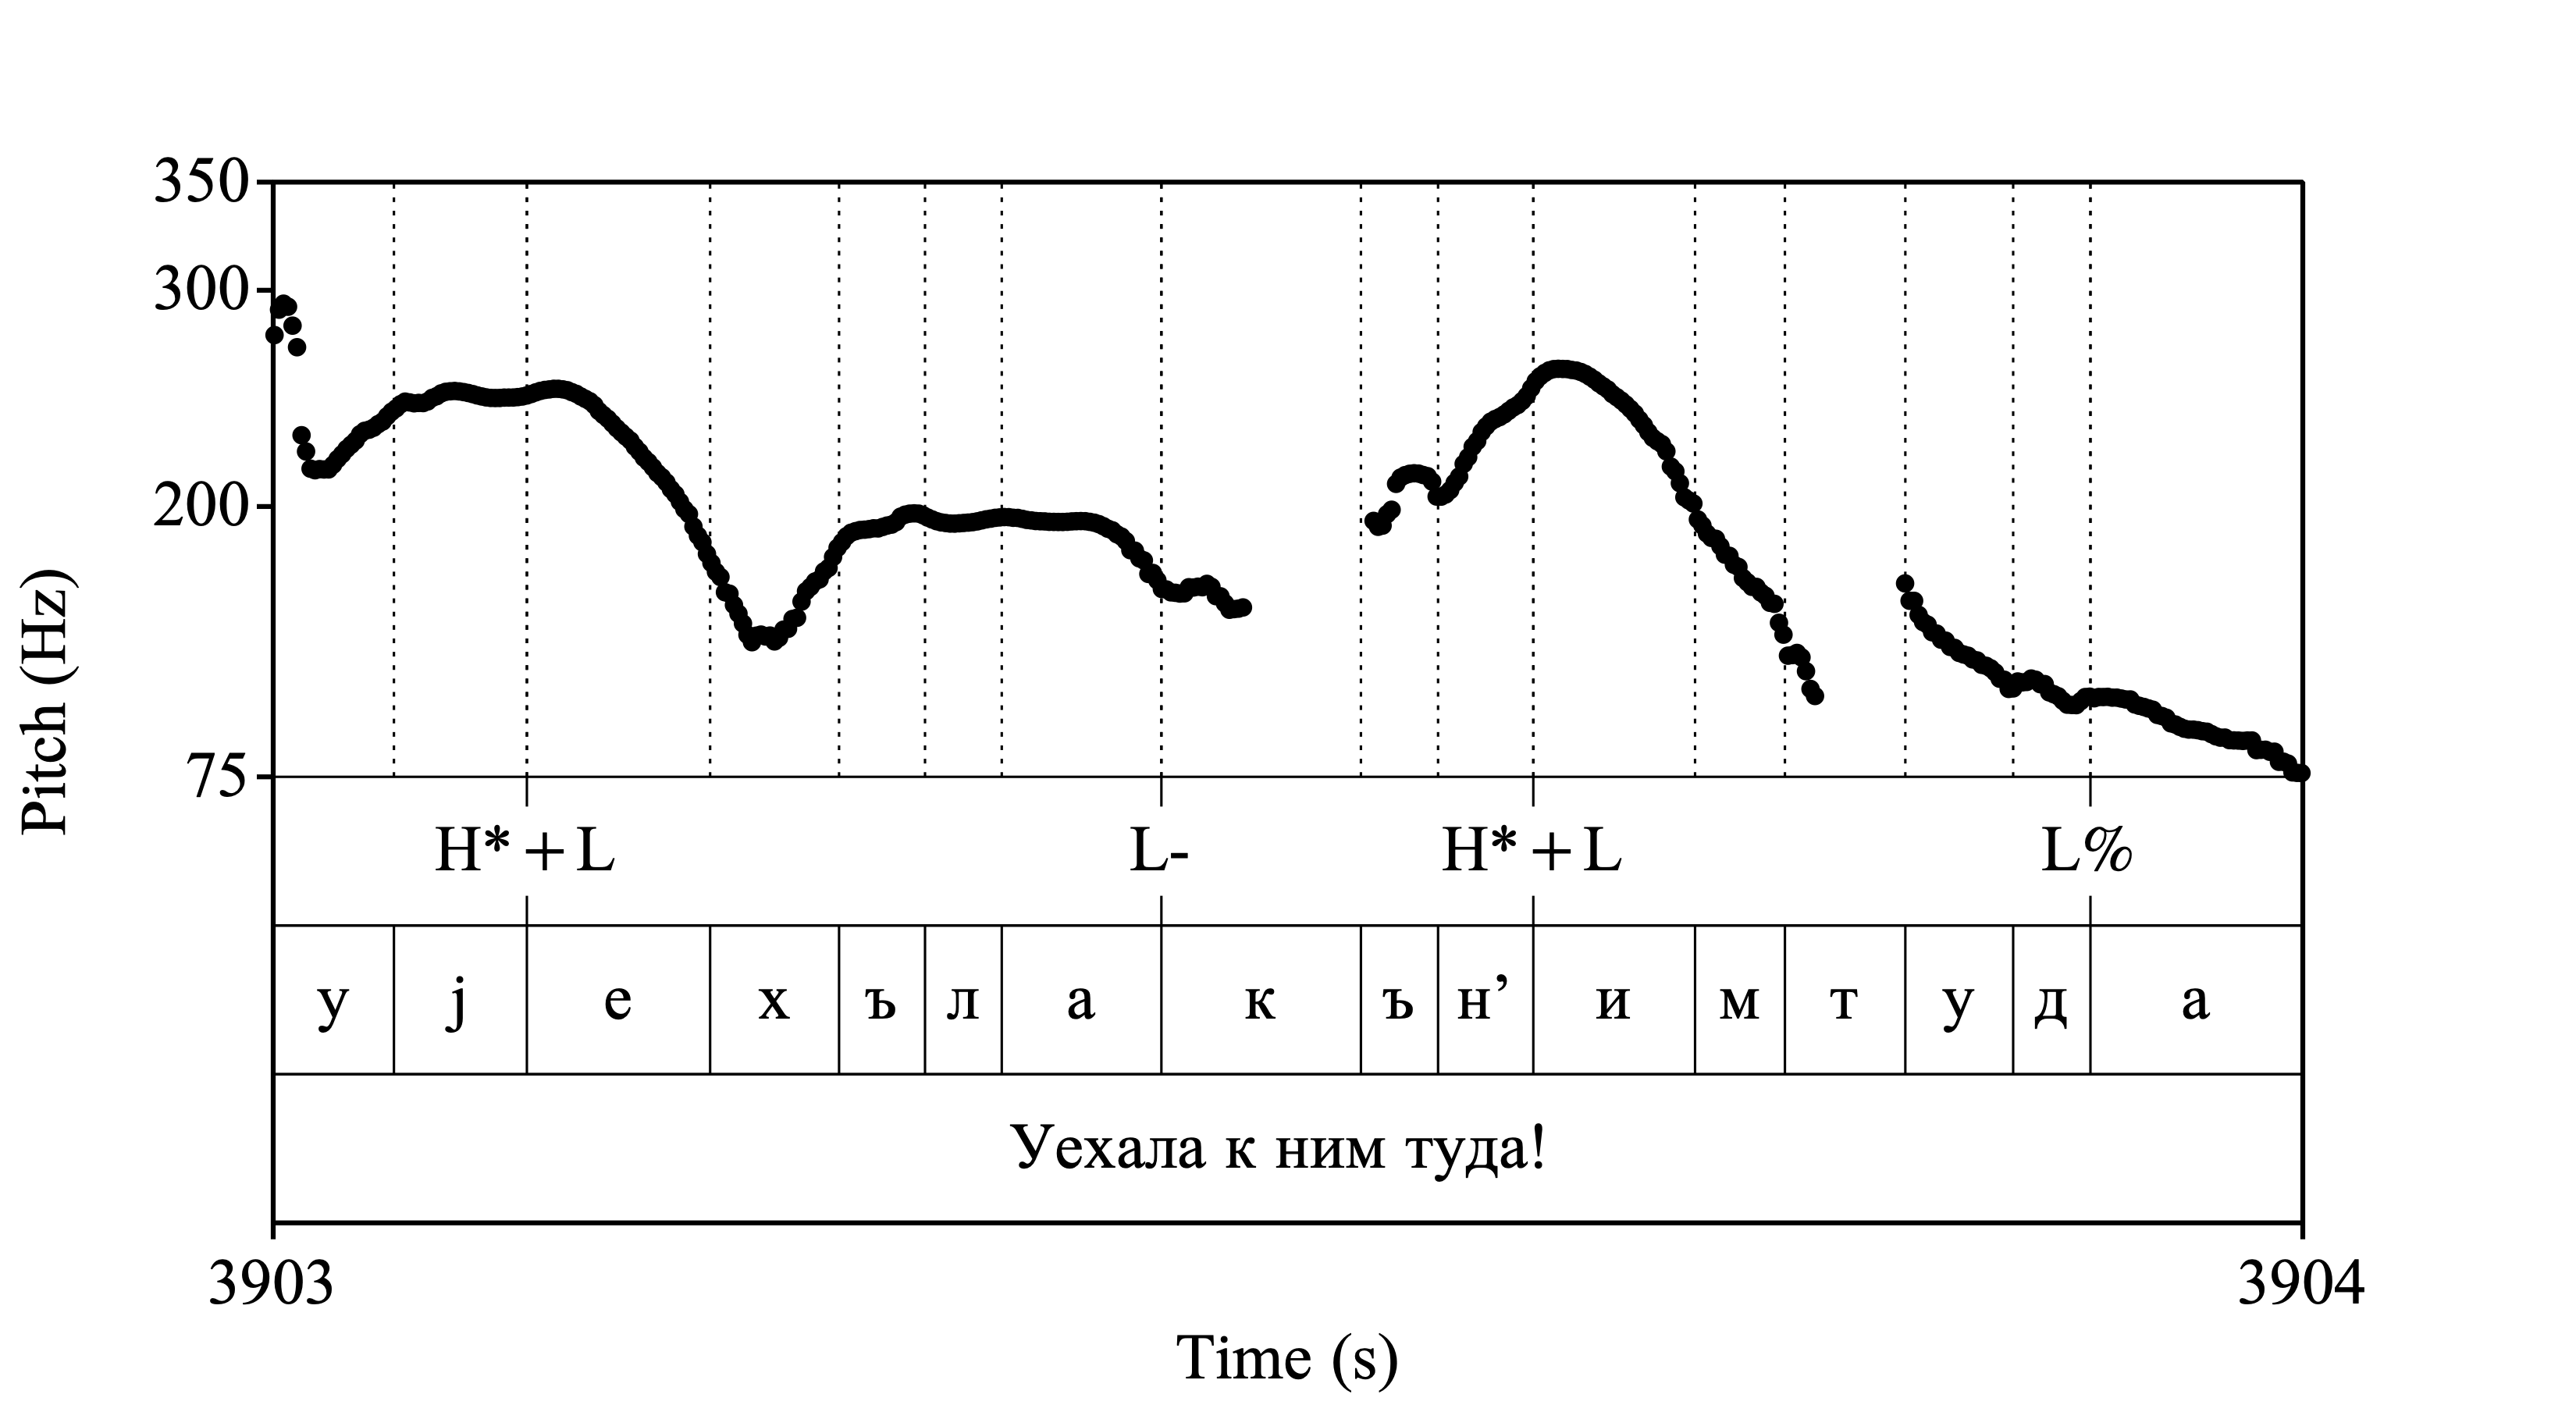 350
300
200
75
Pitch (Hz)
H*+L L- H*+L L%
у ј е х ъ л а к ъ н’ и м т у д а
Уехала к ним туда!
3903 3904
Time (s)